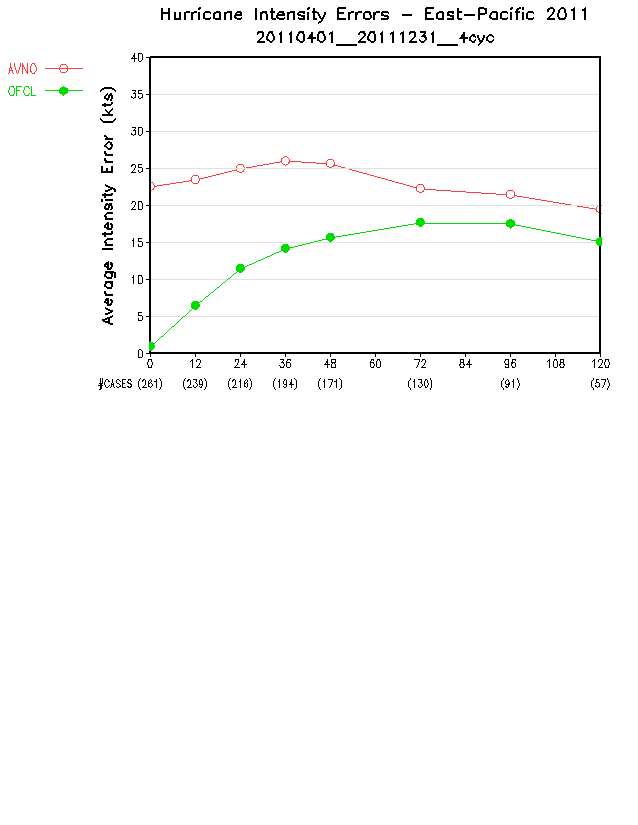 Hurricane Intensity Errors - East-Pacific 2011
20110401__20111231__4cyc
AVNO
OFCL
Average Intensity Error (kts)
40
35
30
25
20
15
10
5
0
0 12 24 36 48 60 72 84 96 108 120
#CASES (261) (239) (216) (194) (171) (130) (91) (57)